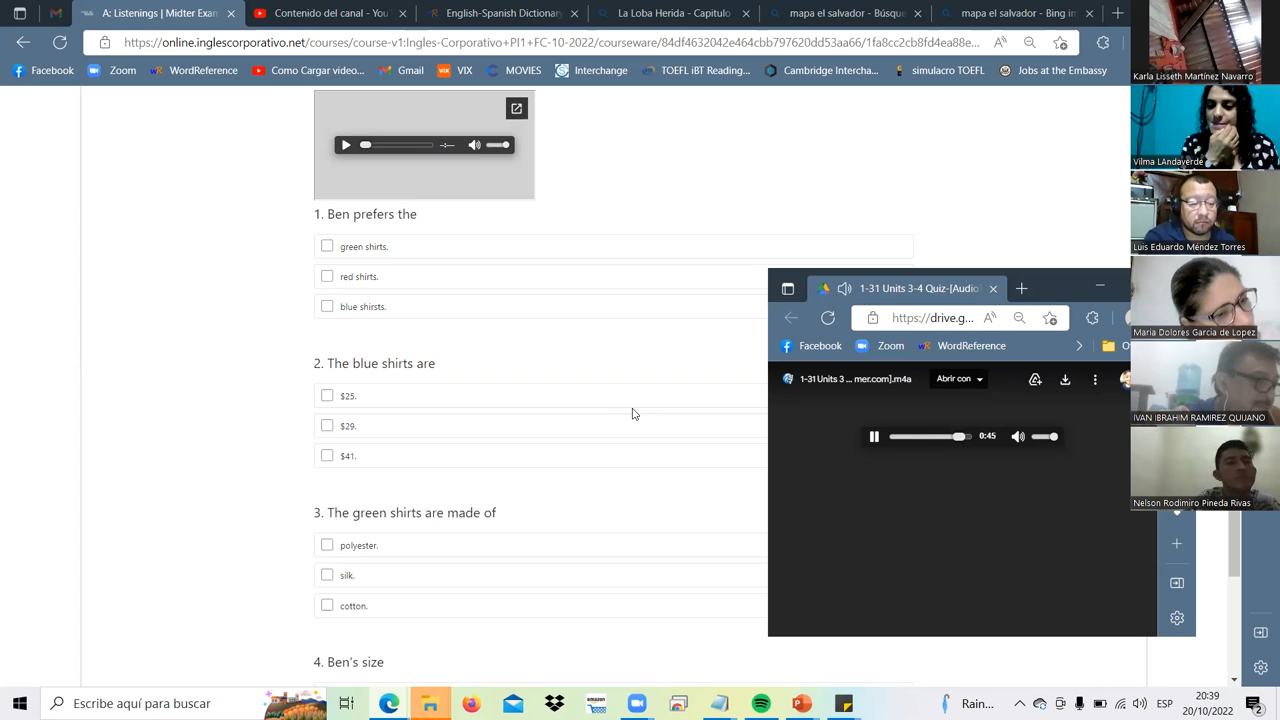 A: Listenings | Midter Exa
Contenido del canal - You
English-Spanish Dictionary
La Loba Herida - Capitulo
mapa el salvador - Búsque
mapa el salvador - Bing im
https://online.inglescorporativo.net/courses/course-v1:Ingles-Corporativo+PI1+FC-10-2022/courseware/84df4632042e464cbb797620dd53aa66/1fa8cc2cb8fd4ea88e...
Facebook
Zoom
WordReference
Como Cargar video...
Gmail
VIX
MOVIES
Interchange
TOEFL iBT Reading...
Cambridge Intercha...
simulacro TOEFL
Jobs at the Embassy
Karla Lisseth Martínez Navarro
Vilma LAndaverde
Luis Eduardo Méndez Torres
Maria Dolores Garcia de Lopez
IVAN IBRAHIM RAMIREZ QUIJANO
Nelson Rodimiro Pineda Rivas
1. Ben prefers the
green shirts.
red shirts.
blue shirsts.
2. The blue shirts are
$25.
$29.
$41.
3. The green shirts are made of
polyester.
silk.
cotton.
4. Ben's size
1-31 Units 3-4 Quiz-[Audio
https://drive.g...
Facebook
Zoom
WordReference
1-31 Units 3 ... mer.com].m4a
Abrir con
0:45
Escribe aquí para buscar
Rain...
ESP
20:39
20/10/2022
2